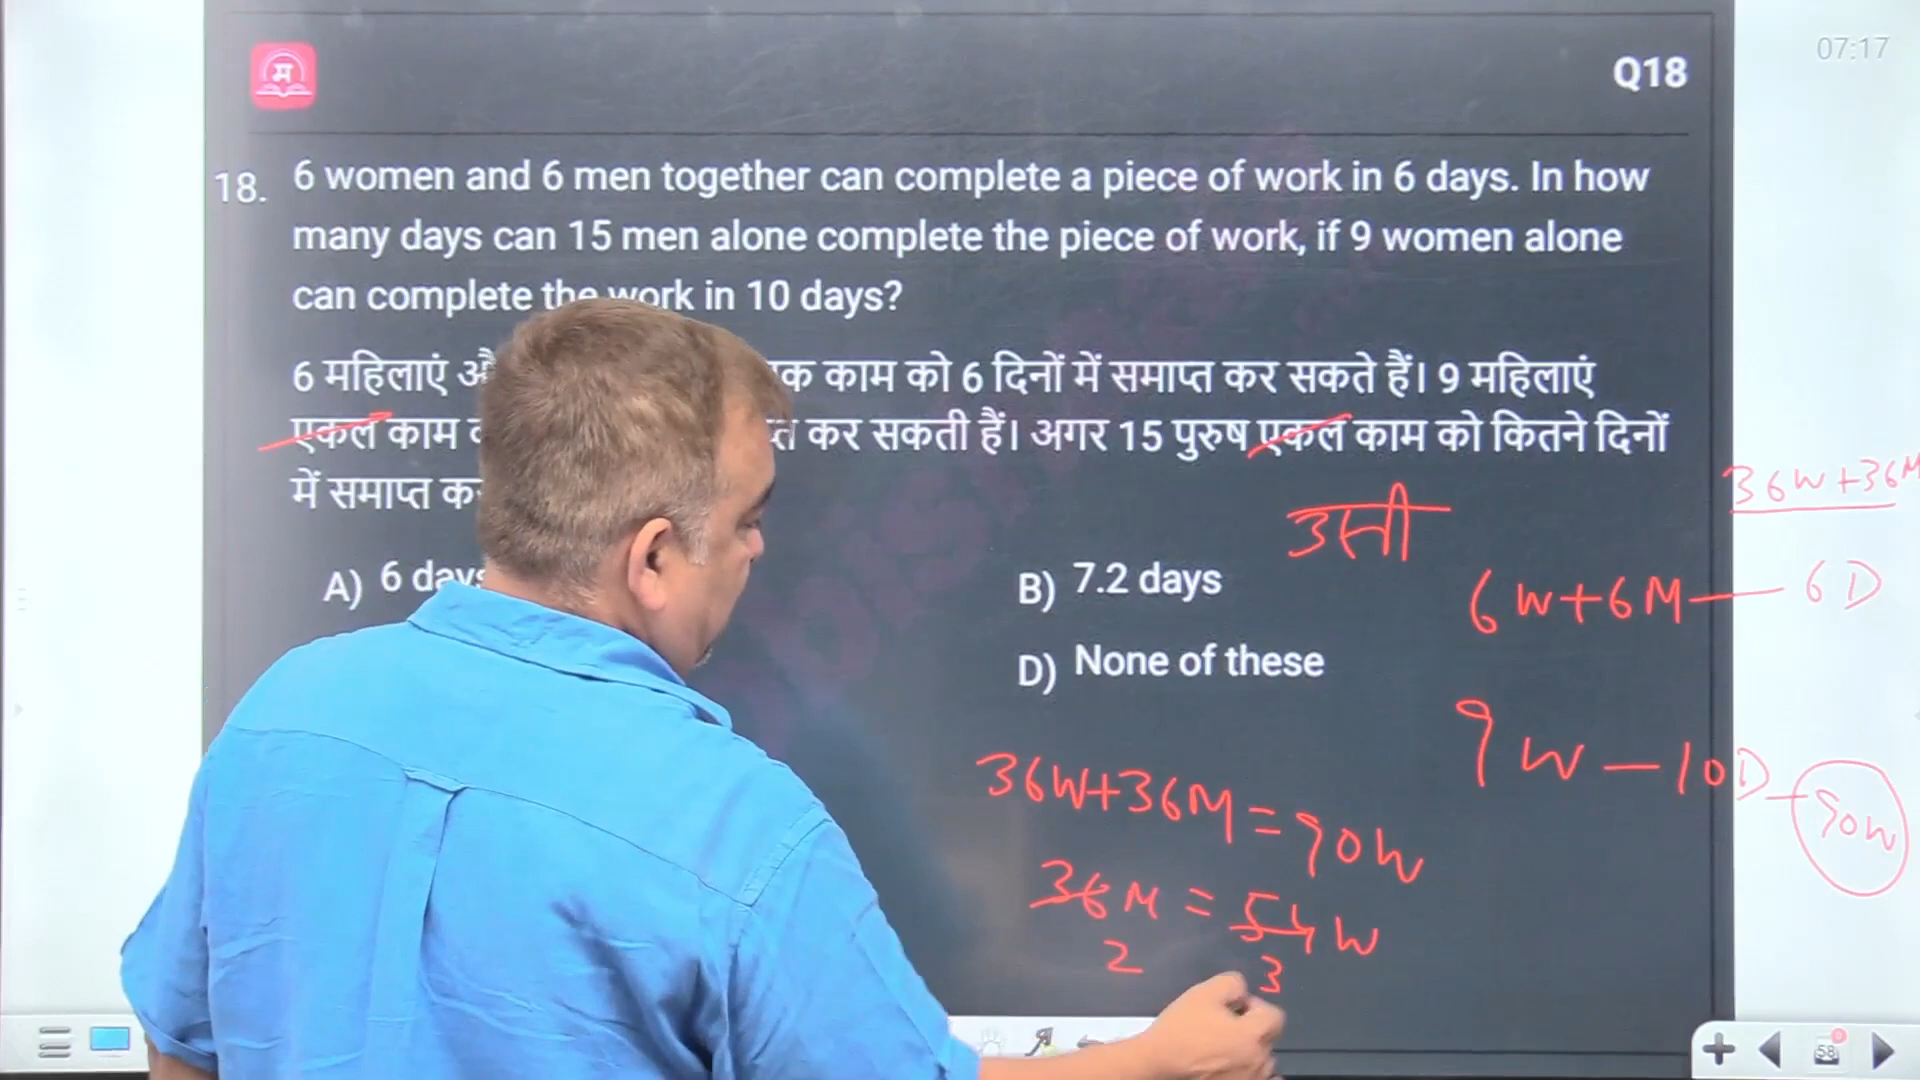 07:17
म
Q18
18. 6 women and 6 men together can complete a piece of work in 6 days. In how
many days can 15 men alone complete the piece of work, if 9 women alone
can complete the work in 10 days?
6 महिलाएं काम को 6 दिनों में समाप्त कर सकते हैं। 9 महिलाएं
एकल काम कर सकती हैं। अगर 15 पुरुष एकल काम को कितने दिनों
में समाप्त
A) 6 days
B) 7.2 days
D) None of these
36W+36M
6W+6M — 6D
9W — 10D — 90W
36W+36M = 90W
36M = 54W
2 3
58